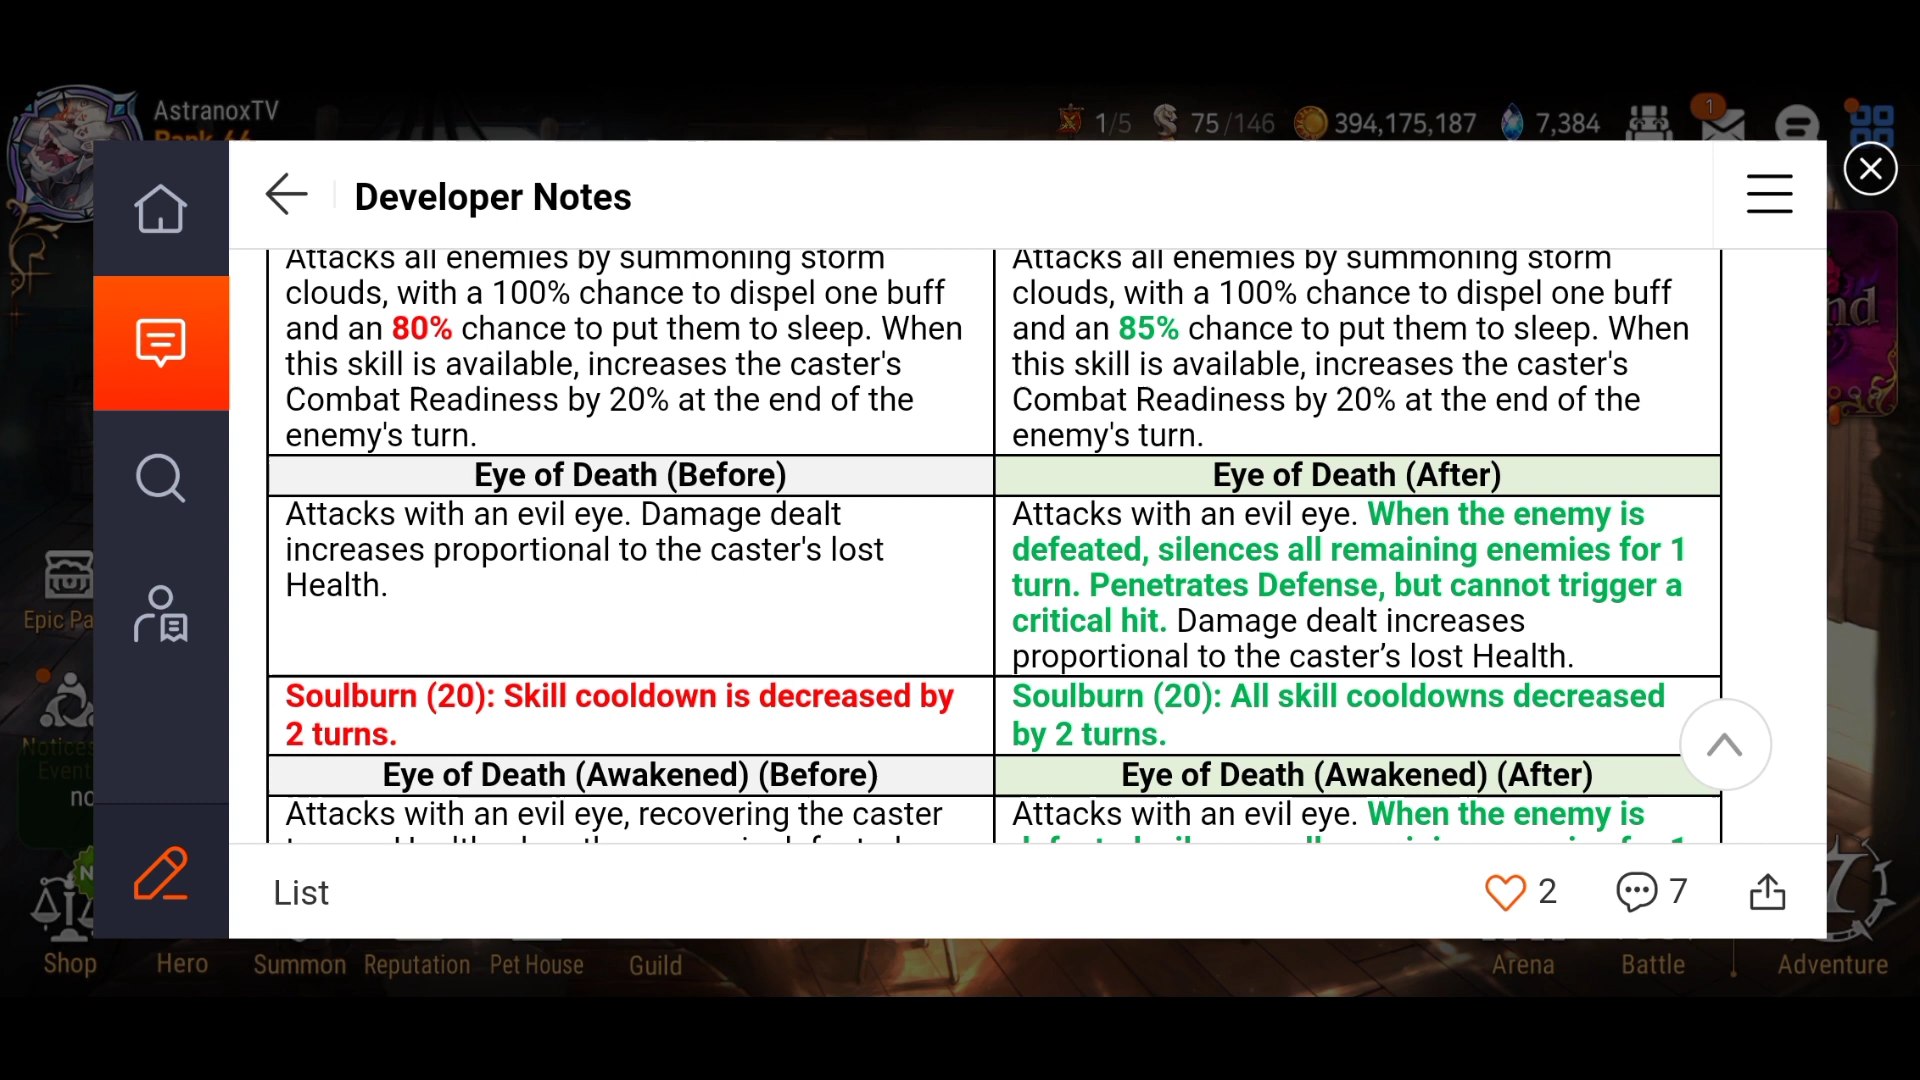 AstranoxTV
1/5
75/146
394,175,187
7,384
1
Developer Notes
Attacks all enemies by summoning storm
clouds, with a 100% chance to dispel one buff
and an 80% chance to put them to sleep. When
this skill is available, increases the caster's
Combat Readiness by 20% at the end of the
enemy's turn.
Attacks all enemies by summoning storm
clouds, with a 100% chance to dispel one buff
and an 85% chance to put them to sleep. When
this skill is available, increases the caster's
Combat Readiness by 20% at the end of the
enemy's turn.
Eye of Death (Before)
Eye of Death (After)
Attacks with an evil eye. Damage dealt
increases proportional to the caster's lost
Health.
Attacks with an evil eye. When the enemy is
defeated, silences all remaining enemies for 1
turn. Penetrates Defense, but cannot trigger a
critical hit. Damage dealt increases
proportional to the caster’s lost Health.
Soulburn (20): Skill cooldown is decreased by
2 turns.
Soulburn (20): All skill cooldowns decreased
by 2 turns.
Eye of Death (Awakened) (Before)
Eye of Death (Awakened) (After)
Attacks with an evil eye, recovering the caster
Attacks with an evil eye. When the enemy is
List
2
7
Epic Pa
Notices
Event
no
N
nd
Shop
Hero
Summon
Reputation
Pet House
Guild
Arena
Battle
Adventure